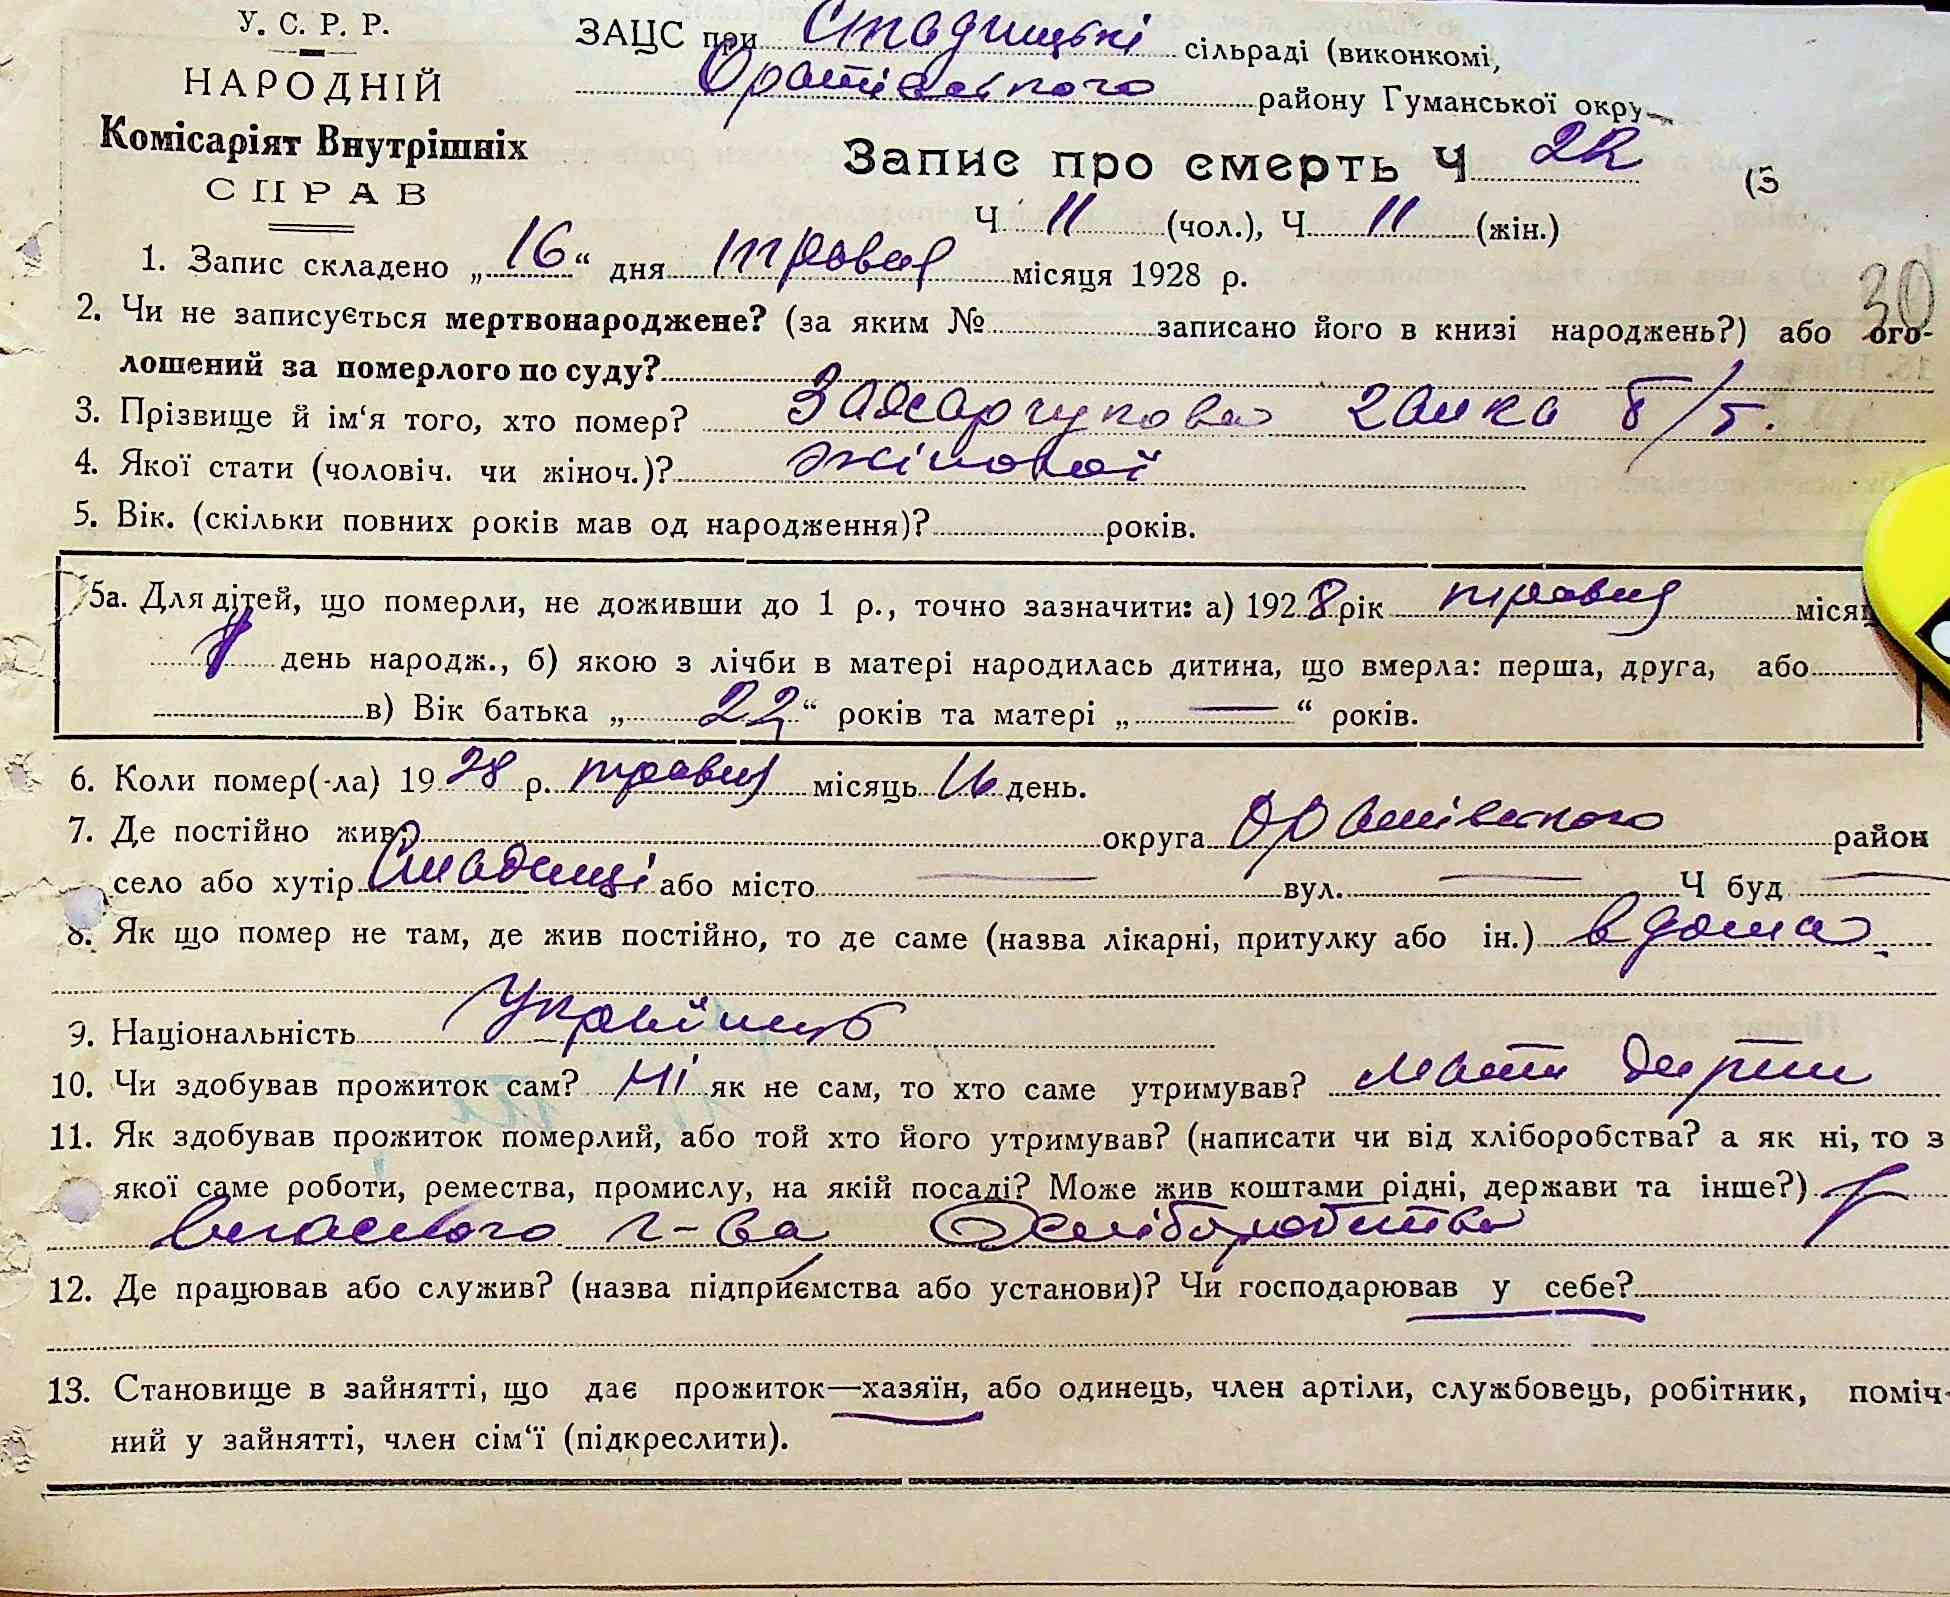 У. С. Р. Р.
НАРОДНІЙ
Комісаріят Внутрішніх
СПРАВ
ЗАЦС при Стадницькі сільраді (виконкомі,
Оратівського району Гуманської окру
Запис про смерть Ч 22
(З
Ч 11 (чол.), Ч 11 (жін.)
30
1. Запис складено „16“ дня травня місяця 1928 р.
2. Чи не записується мертвонароджене? (за яким № записано його в книзі народжень?) або ого-
лошений за померлого по суду?
3. Прізвище й ім‘я того, хто помер? Захарчукова Ганка
4. Якої стати (чоловіч. чи жіноч.)? жіночої
5. Вік. (скільки повних років мав од народження)? років.
5а. Для дітей, що померли, не доживши до 1 р., точно зазначити: а) 1928 рік травня місяц
день народж., б) якою з лічби в матері народилась дитина, що вмерла: перша, друга, або
в) Вік батька „22“ років та матері „—“ років.
6. Коли помер(-ла) 1928 р. травня місяць 16 день.
7. Де постійно жив? округа Оратівського район
село або хутір Стадниці або місто — вул. — Ч буд —
8. Як що помер не там, де жив постійно, то де саме (назва лікарні, притулку або ін.) вдома
9. Національність Українць
10. Чи здобував прожиток сам? Ні як не сам, то хто саме утримував? мати
11. Як здобував прожиток померлий, або той хто його утримував? (написати чи від хліборобства? а як ні, то з
якої саме роботи, ремества, промислу, на якій посаді? Може жив коштами рідні, держави та інше?) з
власного г-ва Хліборобства
12. Де працював або служив? (назва підприємства або установи)? Чи господарював у себе?
13. Становище в зайнятті, що дає прожиток—хазяїн, або одинець, член артіли, службовець, робітник, поміч-
ний у зайнятті, член сім‘ї (підкреслити).